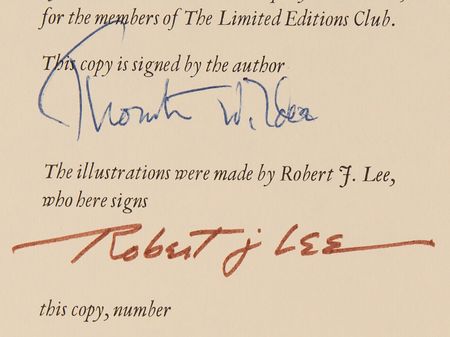 for the members of The Limited Editions Club.
This copy is signed by the author
Thornton Wilder
The illustrations were made by Robert J. Lee,
who here signs
Robert J Lee
this copy, number